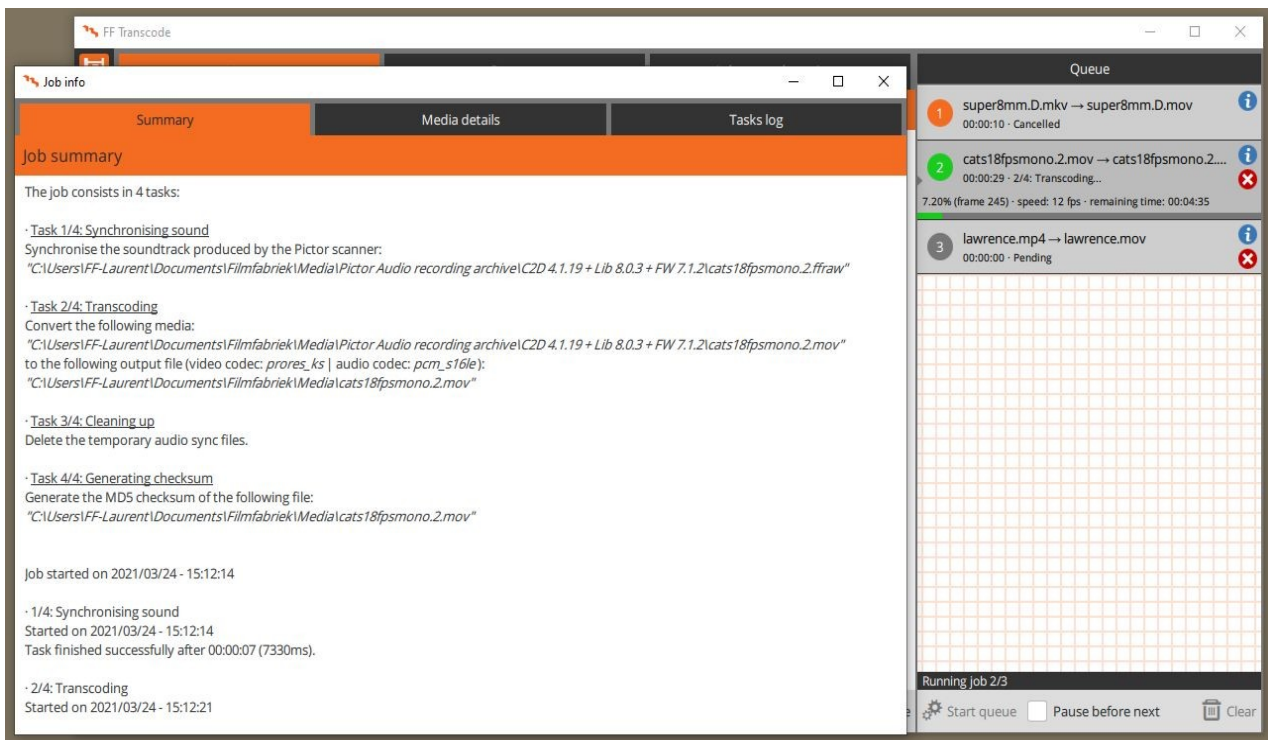 FF Transcode
Job info
Summary
Media details
Tasks log
Job summary
The job consists in 4 tasks:
· Task 1/4: Synchronising sound
Synchronise the soundtrack produced by the Pictor scanner:
"C:\Users\FF-Laurent\Documents\Filmfabriek\Media\Pictor Audio recording archive\C2D 4.1.19 + Lib 8.0.3 + FW 7.1.2\cats18fpsmono.2.ffraw"
· Task 2/4: Transcoding
Convert the following media:
"C:\Users\FF-Laurent\Documents\Filmfabriek\Media\Pictor Audio recording archive\C2D 4.1.19 + Lib 8.0.3 + FW 7.1.2\cats18fpsmono.2.mov"
to the following output file (video codec: prores_ks | audio codec: pcm_s16le):
"C:\Users\FF-Laurent\Documents\Filmfabriek\Media\cats18fpsmono.2.mov"
· Task 3/4: Cleaning up
Delete the temporary audio sync files.
· Task 4/4: Generating checksum
Generate the MD5 checksum of the following file:
"C:\Users\FF-Laurent\Documents\Filmfabriek\Media\cats18fpsmono.2.mov"
Job started on 2021/03/24 - 15:12:14
· 1/4: Synchronising sound
Started on 2021/03/24 - 15:12:14
Task finished successfully after 00:00:07 (7330ms).
· 2/4: Transcoding
Started on 2021/03/24 - 15:12:21
Queue
1
super8mm.D.mkv → super8mm.D.mov
00:00:10 · Cancelled
2
cats18fpsmono.2.mov → cats18fpsmono.2....
00:00:29 · 2/4: Transcoding...
7.20% (frame 245) · speed: 12 fps · remaining time: 00:04:35
3
lawrence.mp4 → lawrence.mov
00:00:00 · Pending
Running job 2/3
Start queue
Pause before next
Clear